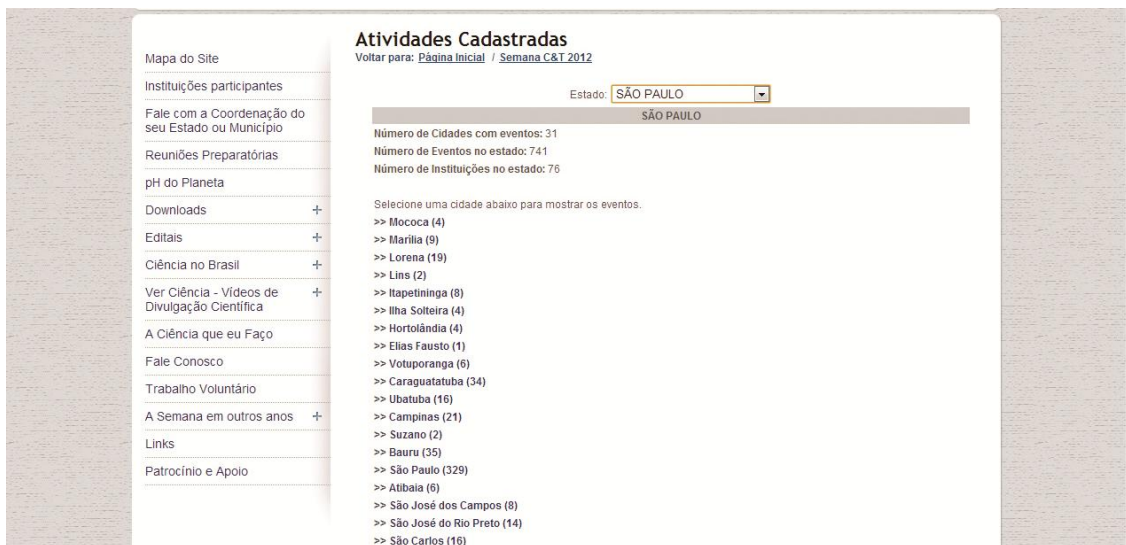 Mapa do Site
Instituições participantes
Fale com a Coordenação do
seu Estado ou Município
Reuniões Preparatórias
pH do Planeta
Downloads +
Editais +
Ciência no Brasil +
Ver Ciência - Vídeos de +
Divulgação Científica
A Ciência que eu Faço
Fale Conosco
Trabalho Voluntário
A Semana em outros anos +
Links
Patrocínio e Apoio
Atividades Cadastradas
Voltar para: Página Inicial / Semana C&T 2012
Estado: SÃO PAULO
SÃO PAULO
Número de Cidades com eventos: 31
Número de Eventos no estado: 741
Número de Instituições no estado: 76
Selecione uma cidade abaixo para mostrar os eventos.
>> Mococa (4)
>> Marília (9)
>> Lorena (19)
>> Lins (2)
>> Itapetininga (8)
>> Ilha Solteira (4)
>> Hortolândia (4)
>> Elias Fausto (1)
>> Votuporanga (6)
>> Caraguatatuba (34)
>> Ubatuba (16)
>> Campinas (21)
>> Suzano (2)
>> Bauru (35)
>> São Paulo (329)
>> Atibaia (6)
>> São José dos Campos (8)
>> São José do Rio Preto (14)
>> São Carlos (16)